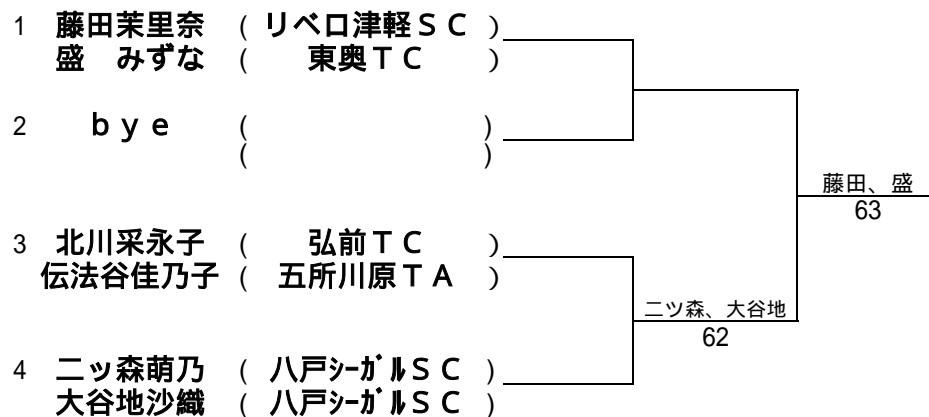 1 藤田茉里奈 ( リベロ津軽ＳＣ )
盛　みずな ( 東奥ＴＣ )
2 ｂｙｅ ( )
( )
藤田、盛
63
3 北川采永子 ( 弘前ＴＣ )
伝法谷佳乃子 ( 五所川原ＴＡ )
二ツ森、大谷地
62
4 二ッ森萌乃 ( 八戸ｼｰｶﾞﾙＳＣ )
大谷地沙織 ( 八戸ｼｰｶﾞﾙＳＣ )